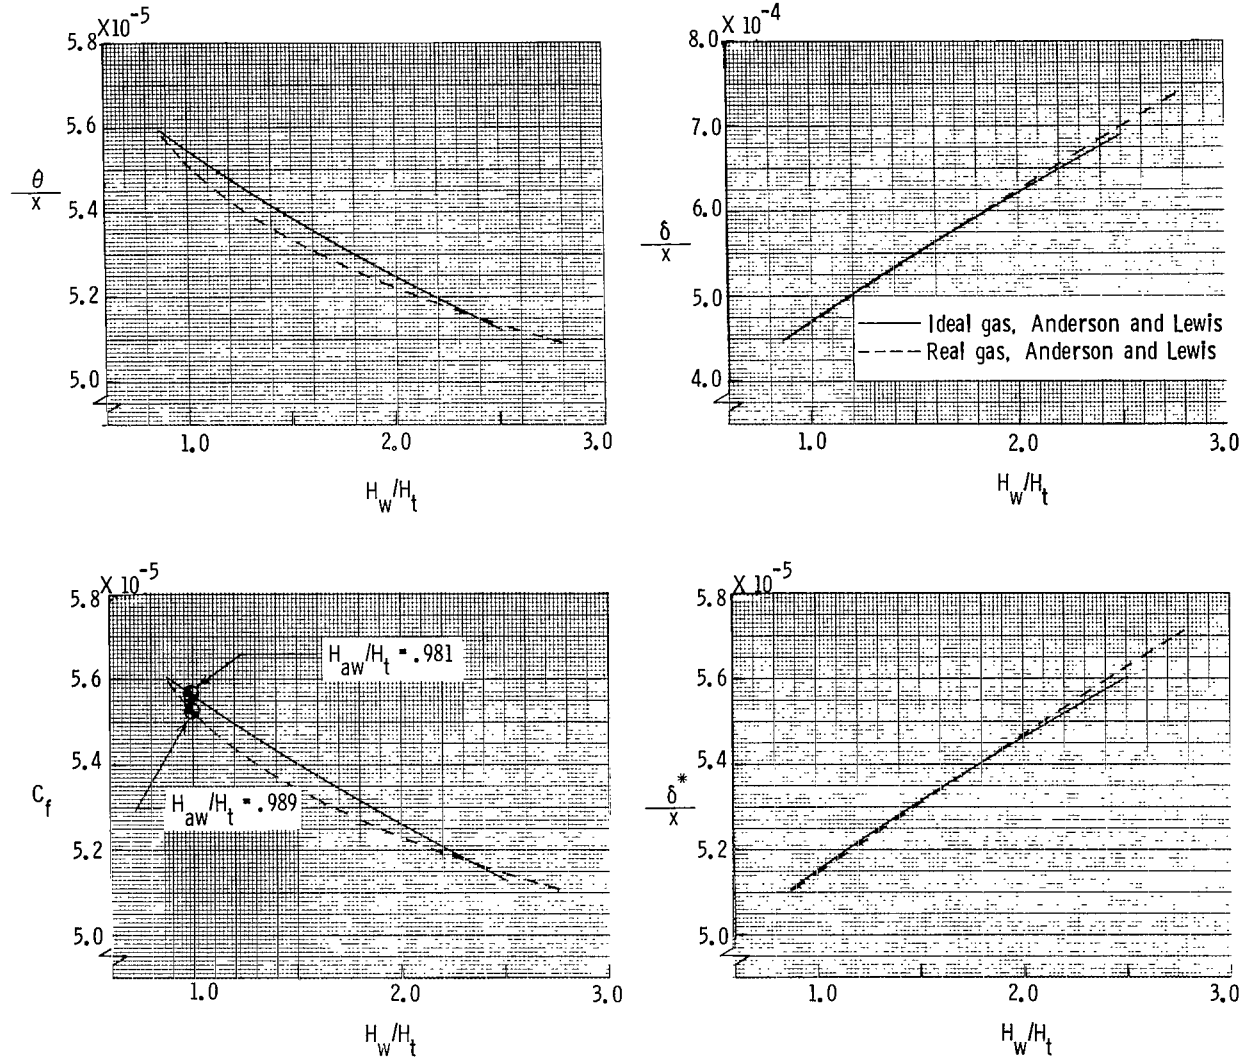 X10⁻⁵
5.8
5.6
5.4
5.2
5.0
θ/x
1.0 2.0 3.0
H_w/H_t
X 10⁻⁴
8.0
7.0
6.0
5.0
4.0
δ/x
Ideal gas, Anderson and Lewis
Real gas, Anderson and Lewis
1.0 2.0 3.0
H_w/H_t
X 10⁻⁵
5.8
5.6
5.4
5.2
5.0
C_f
H_aw/H_t = .981
H_aw/H_t = .989
1.0 2.0 3.0
H_w/H_t
X 10⁻⁵
5.8
5.6
5.4
5.2
5.0
δ*/x
1.0 2.0 3.0
H_w/H_t